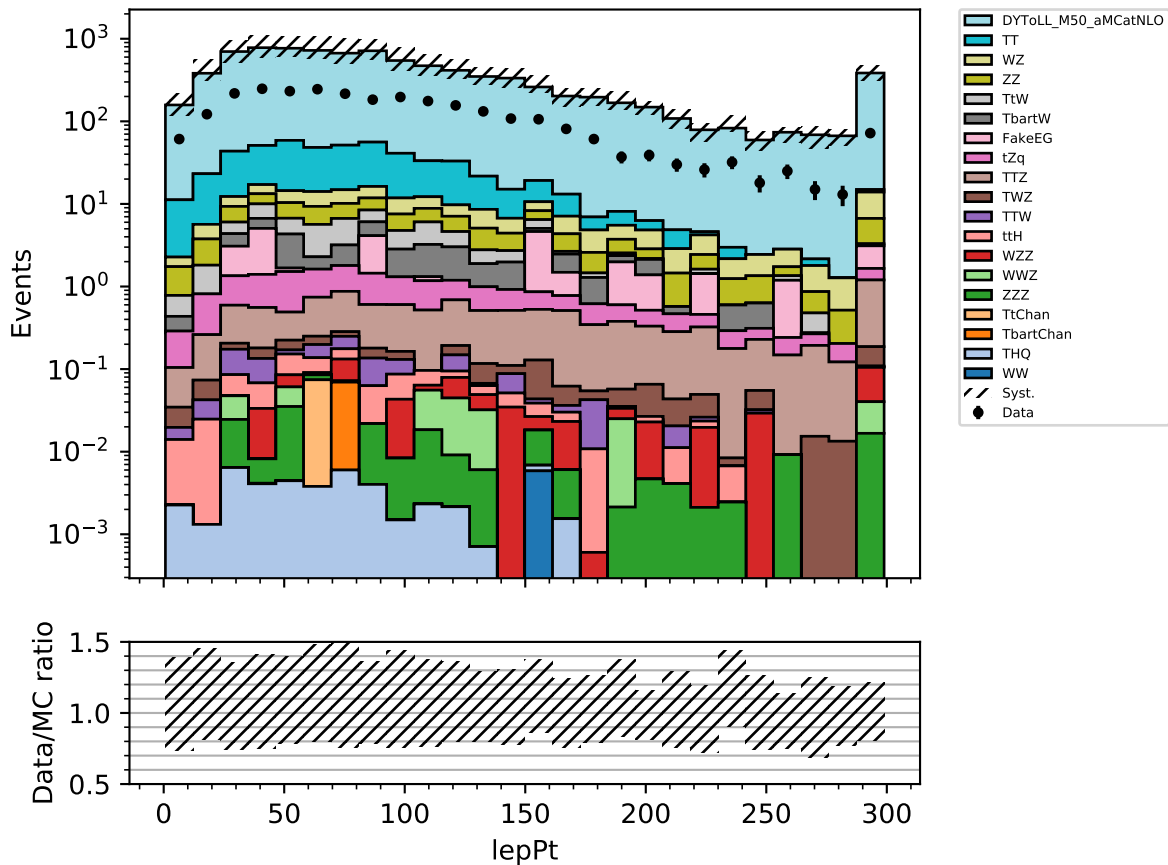 10³
10²
10¹
10⁰
10⁻¹
10⁻²
10⁻³
Events
DYToLL_M50_aMCatNLO
TT
WZ
ZZ
TtW
TbartW
FakeEG
tZq
TTZ
TWZ
TTW
ttH
WZZ
WWZ
ZZZ
TtChan
TbartChan
THQ
WW
Syst.
Data
1.5
1.0
0.5
Data/MC ratio
0 50 100 150 200 250 300
lepPt